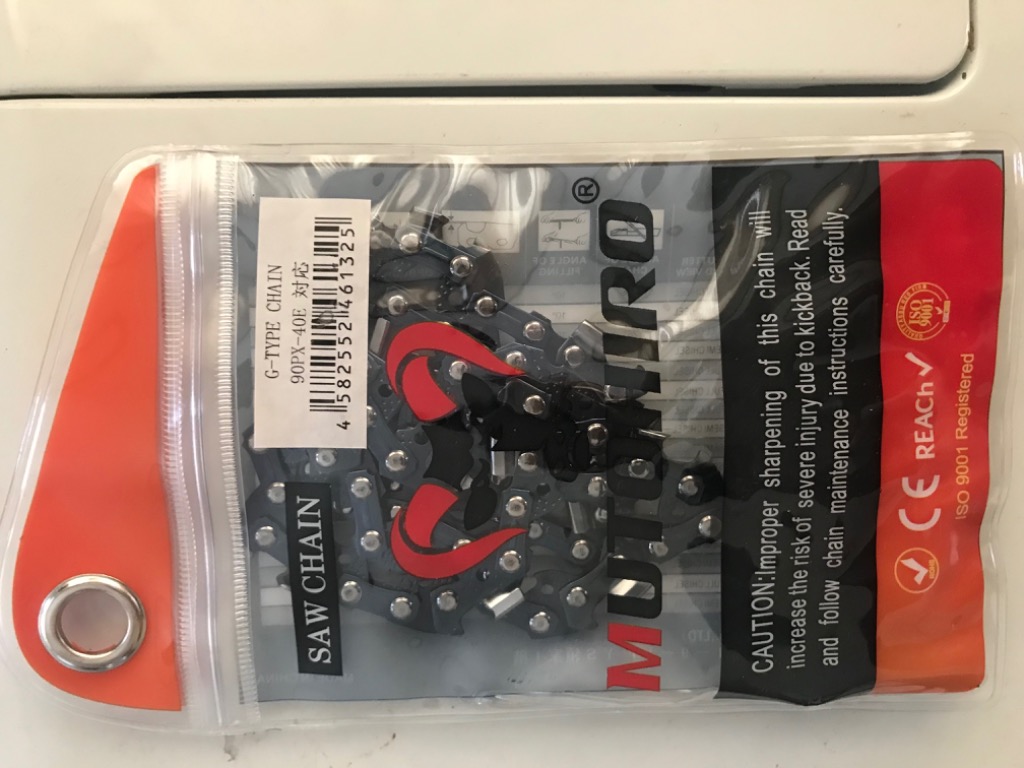 SAW CHAIN
G-TYPE CHAIN
90PX-40E 対応
4 582552 461325
MUTOMIRO®
CAUTION:Improper sharpening of this chain will
increase the risk of severe injury due to kickback. Read
and follow chain maintenance instructions carefully.
CE REACh✓ ISO 9001
ISO 9001 Registered